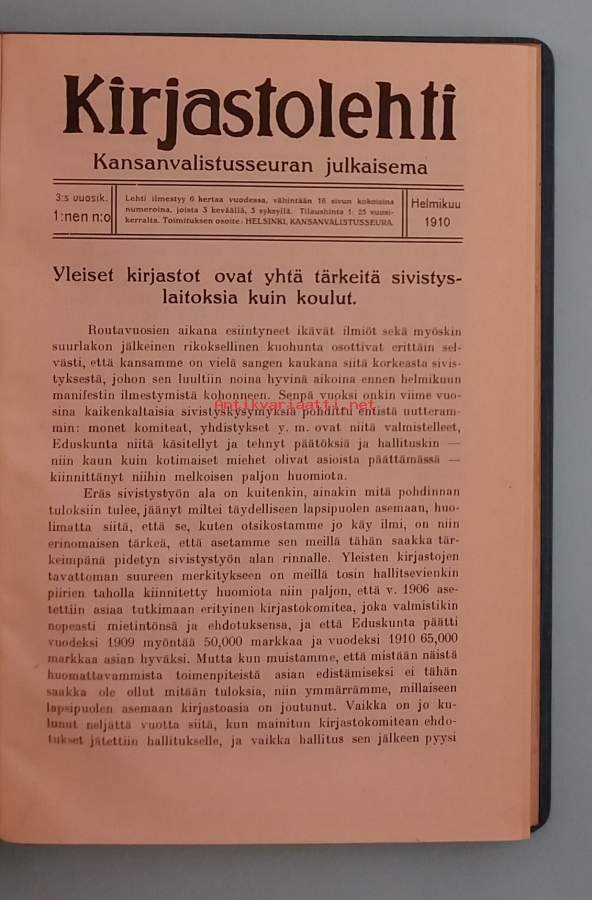 Kirjastolehti
Kansanvalistusseuran julkaisema
3:s vuosik.
1:nen n:o
Lehti ilmestyy 6 kertaa vuodessa, vähintään 16 sivun kokoisina
numeroina, joista 3 keväällä, 3 syksyllä. Tilaushinta 1: 25 vuosi-
kerralta. Toimituksen osoite: HELSINKI, KANSANVALISTUSSEURA.
Helmikuu
1910
Yleiset kirjastot ovat yhtä tärkeitä sivistys-
laitoksia kuin koulut.
Routavuosien aikana esiintyneet ikävät ilmiöt sekä myöskin
suurlakon jälkeinen rikoksellinen kuohunta osottivat erittäin sel-
västi, että kansamme on vielä sangen kaukana siitä korkeasta sivis-
tyksestä, johon sen luultiin noina hyvinä aikoina ennen helmikuun
manifestin ilmestymistä kohonneen. Senpä vuoksi onkin viime vuo-
sina kaikenkaltaisia sivistyskysymyksiä pohdittu entistä uutteram-
Antikvariaatti.net
min: monet komiteat, yhdistykset y. m. ovat niitä valmistelleet,
Eduskunta niitä käsitellyt ja tehnyt päätöksiä ja hallituskin —
niin kaun kuin kotimaiset miehet olivat asioista päättämässä —
kiinnittänyt niihin melkoisen paljon huomiota.
Eräs sivistystyön ala on kuitenkin, ainakin mitä pohdinnan
tuloksiin tulee, jäänyt miltei täydelliseen lapsipuolen asemaan, huo-
limatta siitä, että se, kuten otsikostamme jo käy ilmi, on niin
erinomaisen tärkeä, että asetamme sen meillä tähän saakka tär-
keimpänä pidetyn sivistystyön alan rinnalle. Yleisten kirjastojen
tavattoman suureen merkitykseen on meillä tosin hallitsevienkin
piirien taholla kiinnitetty huomiota niin paljon, että v. 1906 ase-
tettiin asiaa tutkimaan erityinen kirjastokomitea, joka valmistikin
nopeasti mietintönsä ja ehdotuksensa, ja että Eduskunta päätti
vuodeksi 1909 myöntää 50,000 markkaa ja vuodeksi 1910 65,000
markkaa asian hyväksi. Mutta kun muistamme, että mistään näistä
huomattavammista toimenpiteistä asian edistämiseksi ei tähän
saakka ole ollut mitään tuloksia, niin ymmärrämme, millaiseen
lapsipuolen asemaan kirjastoasia on joutunut. Vaikka on jo ku-
lunut neljättä vuotta siitä, kun mainitun kirjastokomitean ehdo-
tukset jätettiin hallitukselle, ja vaikka hallitus sen jälkeen pyysi